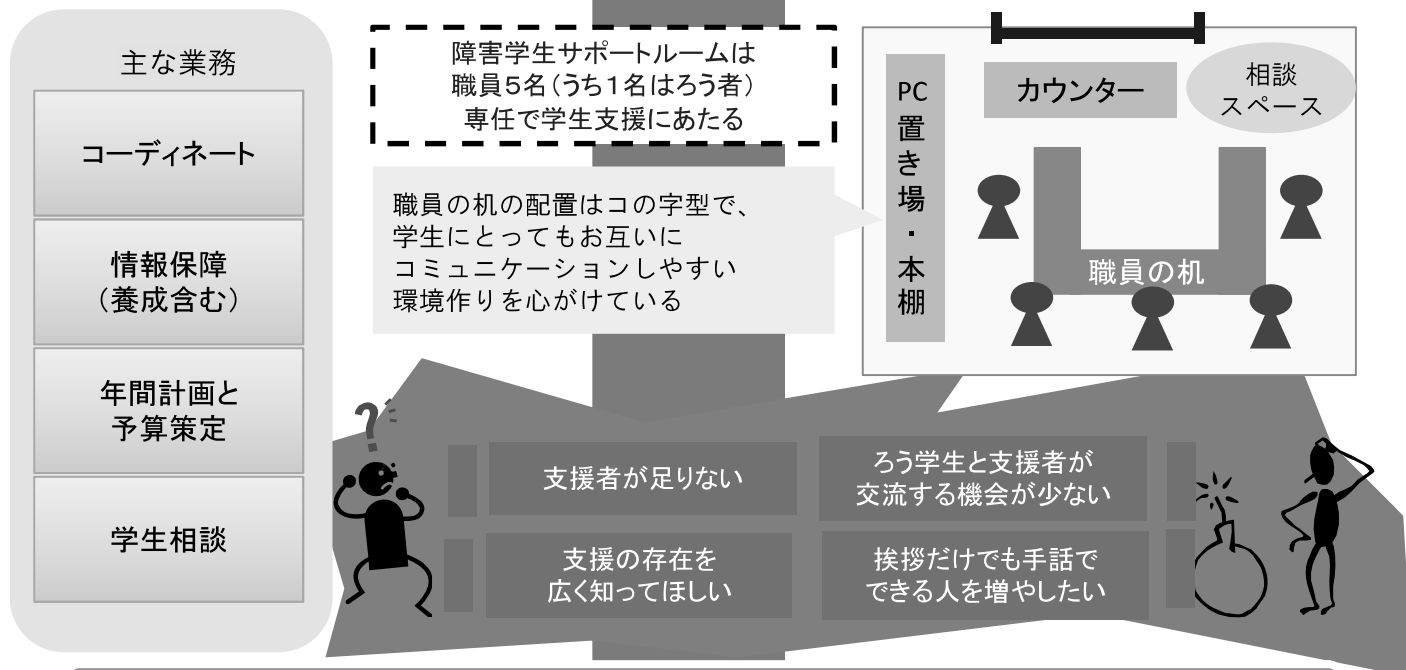 主な業務
コーディネート
情報保障
（養成含む）
年間計画と
予算策定
学生相談
障害学生サポートルームは
職員５名（うち１名はろう者）
専任で学生支援にあたる
職員の机の配置はコの字型で、
学生にとってもお互いに
コミュニケーションしやすい
環境作りを心がけている
PC
置
き
場
・
本
棚
カウンター
相談
スペース
職員の机
?
支援者が足りない
ろう学生と支援者が
交流する機会が少ない
支援の存在を
広く知ってほしい
挨拶だけでも手話で
できる人を増やしたい